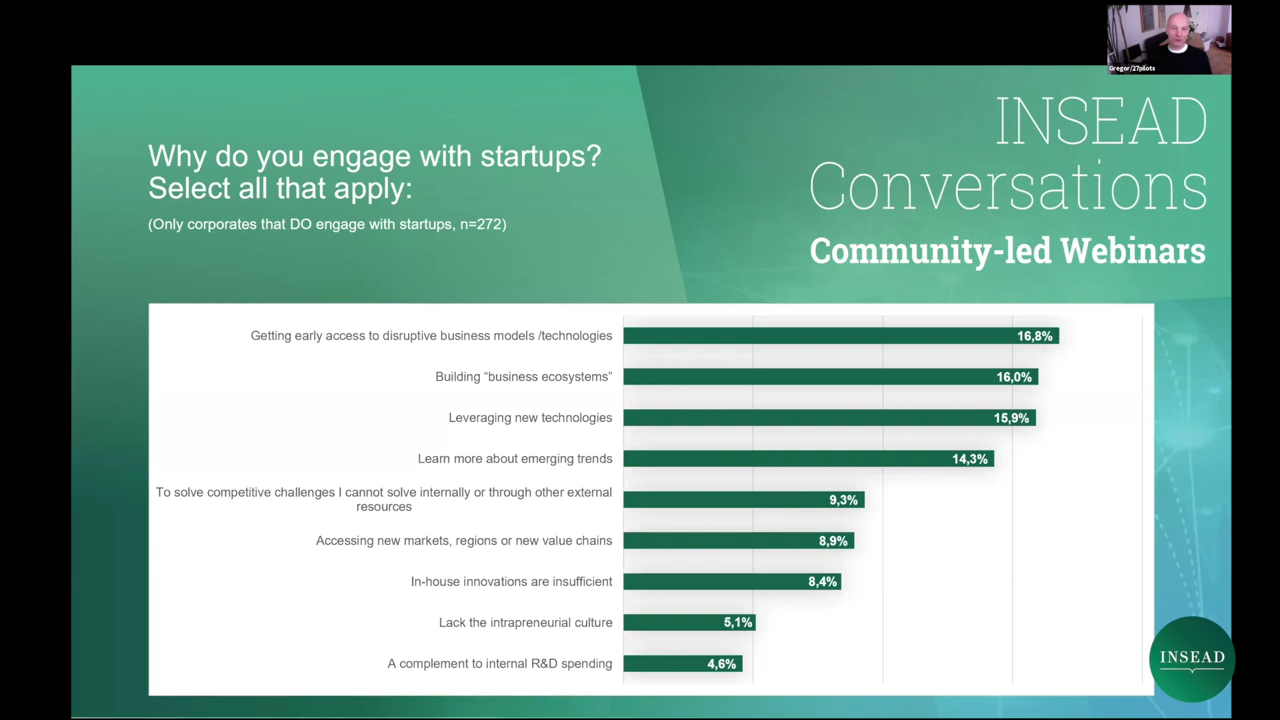 Gregor/27pilots
INSEAD
Conversations
Community-led Webinars
Why do you engage with startups?
Select all that apply:
(Only corporates that DO engage with startups, n=272)
Getting early access to disruptive business models /technologies 16,8%
Building “business ecosystems” 16,0%
Leveraging new technologies 15,9%
Learn more about emerging trends 14,3%
To solve competitive challenges I cannot solve internally or through other external
resources 9,3%
Accessing new markets, regions or new value chains 8,9%
In-house innovations are insufficient 8,4%
Lack the intrapreneurial culture 5,1%
A complement to internal R&D spending 4,6%
INSEAD